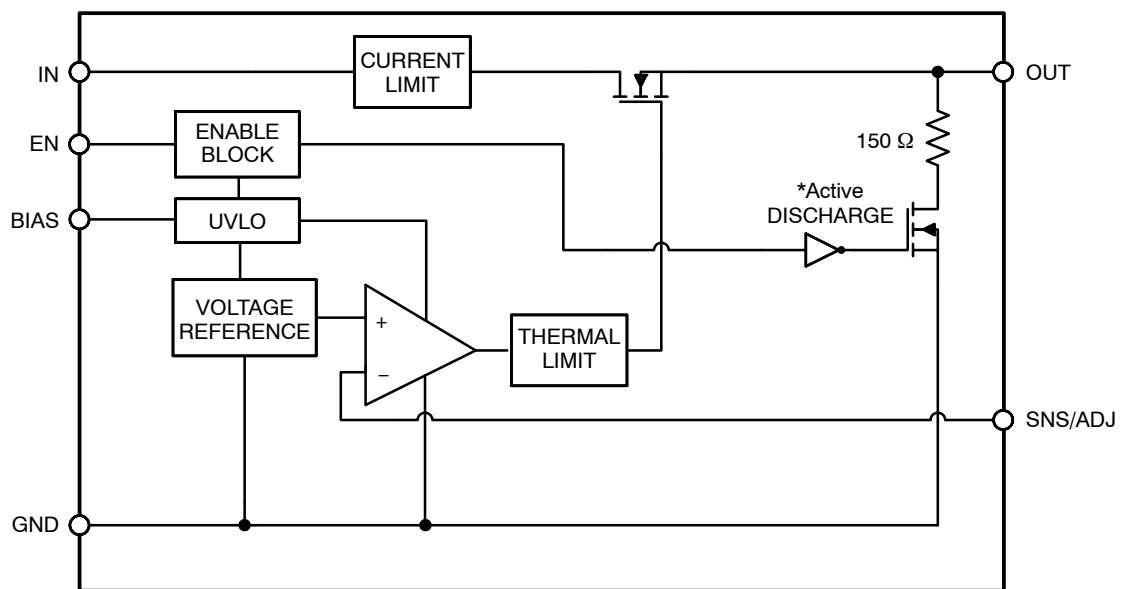 IN
CURRENT
LIMIT
OUT
EN
ENABLE
BLOCK
150 Ω
*Active
DISCHARGE
BIAS
UVLO
VOLTAGE
REFERENCE
+
−
THERMAL
LIMIT
SNS/ADJ
GND